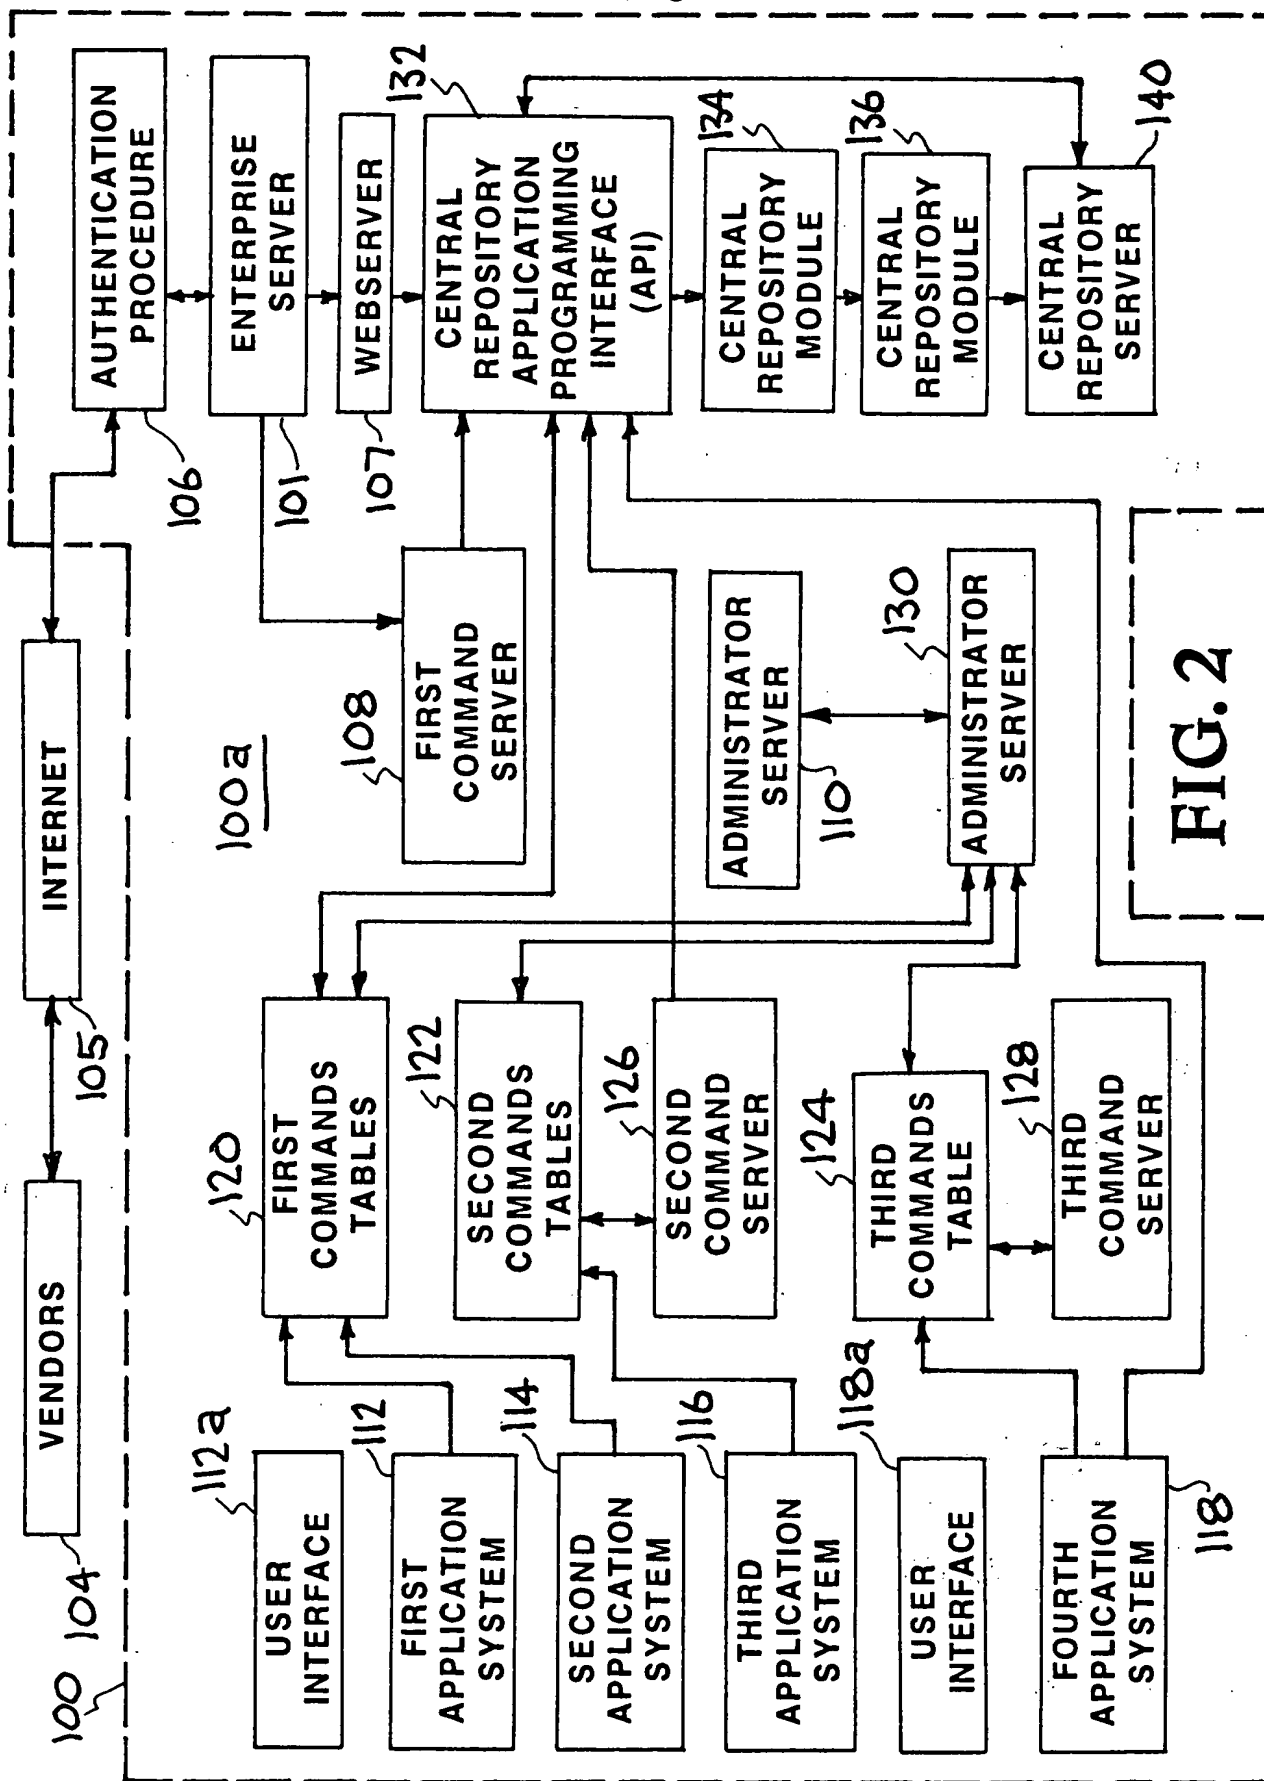 100
104
VENDORS
105
INTERNET
106
AUTHENTICATION
PROCEDURE
101
ENTERPRISE
SERVER
107
WEBSERVER
132
CENTRAL
REPOSITORY
APPLICATION
PROGRAMMING
INTERFACE
(API)
134
CENTRAL
REPOSITORY
MODULE
136
CENTRAL
REPOSITORY
MODULE
140
CENTRAL
REPOSITORY
SERVER
100a
108
FIRST
COMMAND
SERVER
110
ADMINISTRATOR
SERVER
130
ADMINISTRATOR
SERVER
120
FIRST
COMMANDS
TABLES
122
SECOND
COMMANDS
TABLES
126
SECOND
COMMAND
SERVER
124
THIRD
COMMANDS
TABLE
128
THIRD
COMMAND
SERVER
112a
USER
INTERFACE
112
FIRST
APPLICATION
SYSTEM
114
SECOND
APPLICATION
SYSTEM
116
THIRD
APPLICATION
SYSTEM
118a
USER
INTERFACE
118
FOURTH
APPLICATION
SYSTEM
FIG. 2